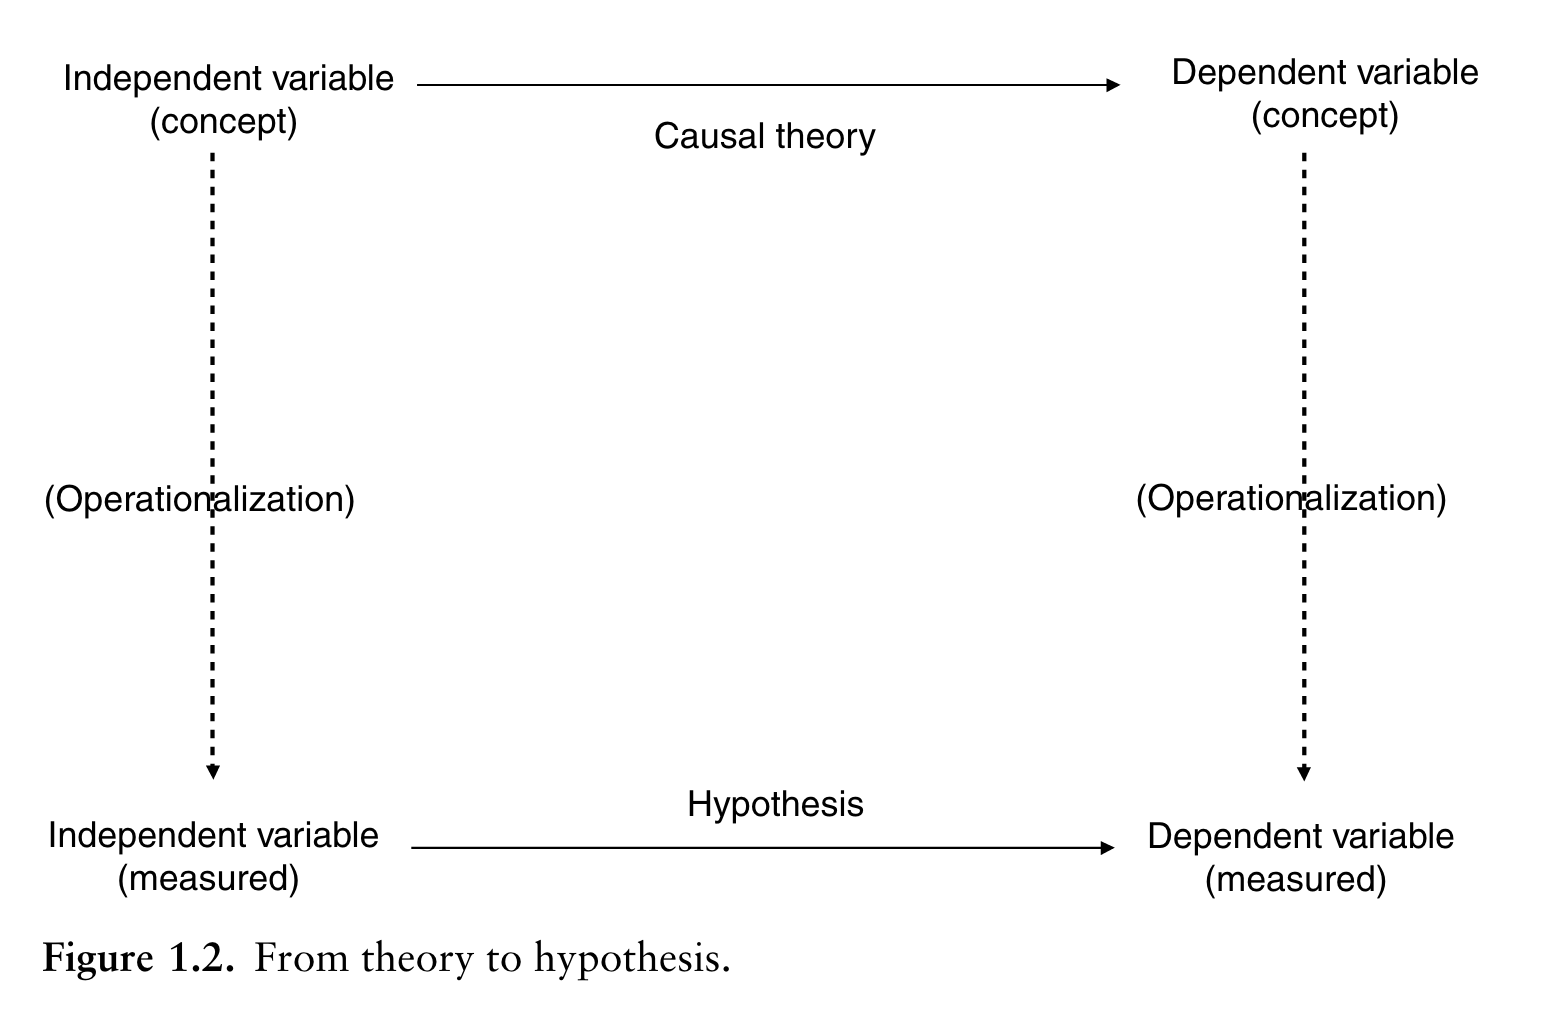 Independent variable
(concept)
Dependent variable
(concept)
Causal theory
(Operationalization)
(Operationalization)
Hypothesis
Independent variable
(measured)
Dependent variable
(measured)
Figure 1.2. From theory to hypothesis.